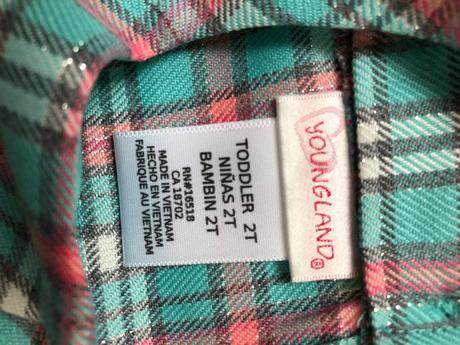 YOUNGLAND®
TODDLER 2T
NIÑAS 2T
BAMBIN 2T
RN#16518
CA 18702
MADE IN VIETNAM
HECHO EN VIETNAM
FABRIQUE AU VIETNAM